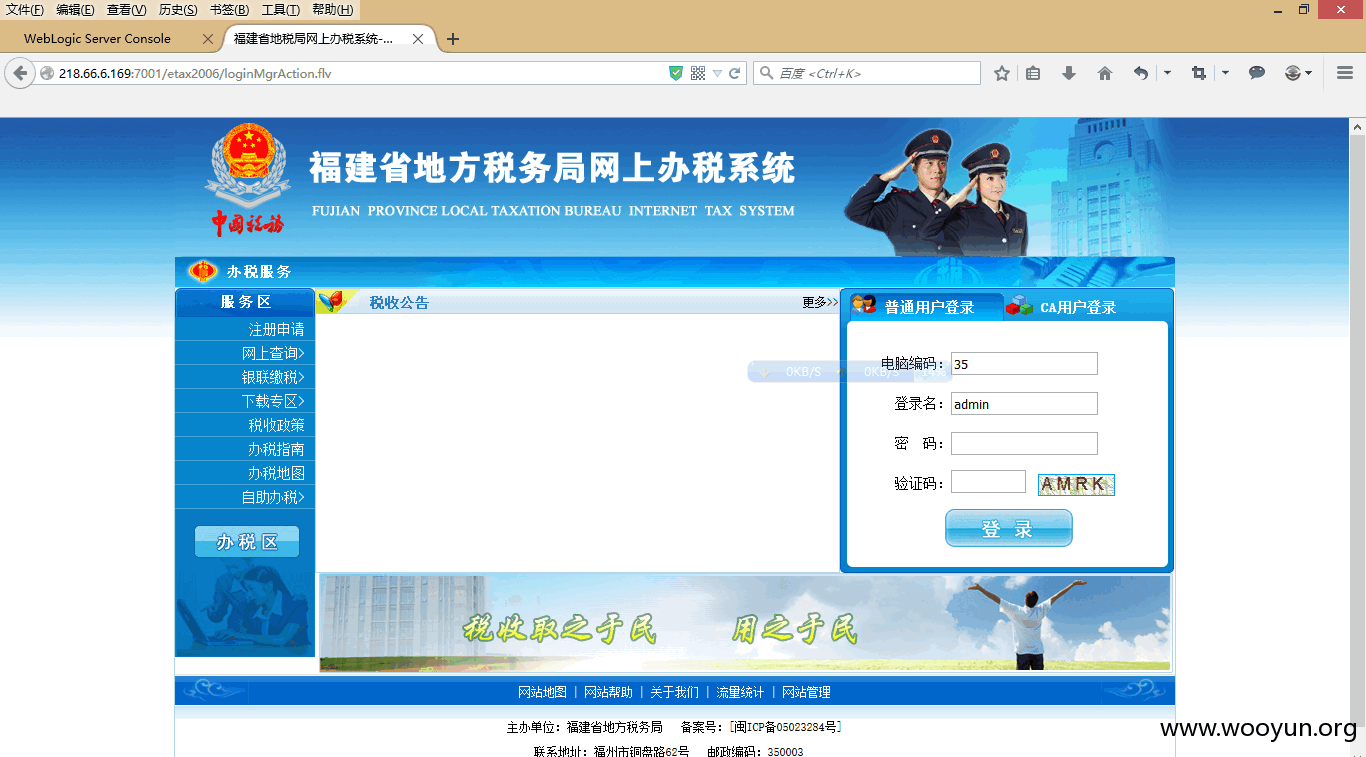 文件(F) 编辑(E) 查看(V) 历史(S) 书签(B) 工具(T) 帮助(H)
WebLogic Server Console
福建省地税局网上办税系统-...
218.66.6.169:7001/etax2006/loginMgrAction.flv
百度 <Ctrl+K>
中国税务
福建省地方税务局网上办税系统
FUJIAN PROVINCE LOCAL TAXATION BUREAU INTERNET TAX SYSTEM
办税服务
服务区
注册申请
网上查询>
银联缴税>
下载专区>
税收政策
办税指南
办税地图
自助办税>
办税区
税收公告
更多>>
普通用户登录
CA用户登录
电脑编码: 35
0KB/S 0KB/S
登录名: admin
密 码:
验证码: AMRK
登 录
税收取之于民 用之于民
网站地图 | 网站帮助 | 关于我们 | 流量统计 | 网站管理
主办单位: 福建省地方税务局 备案号: [闽ICP备05023284号]
联系地址: 福州市铜盘路62号 邮政编码: 350003
www.wooyun.org